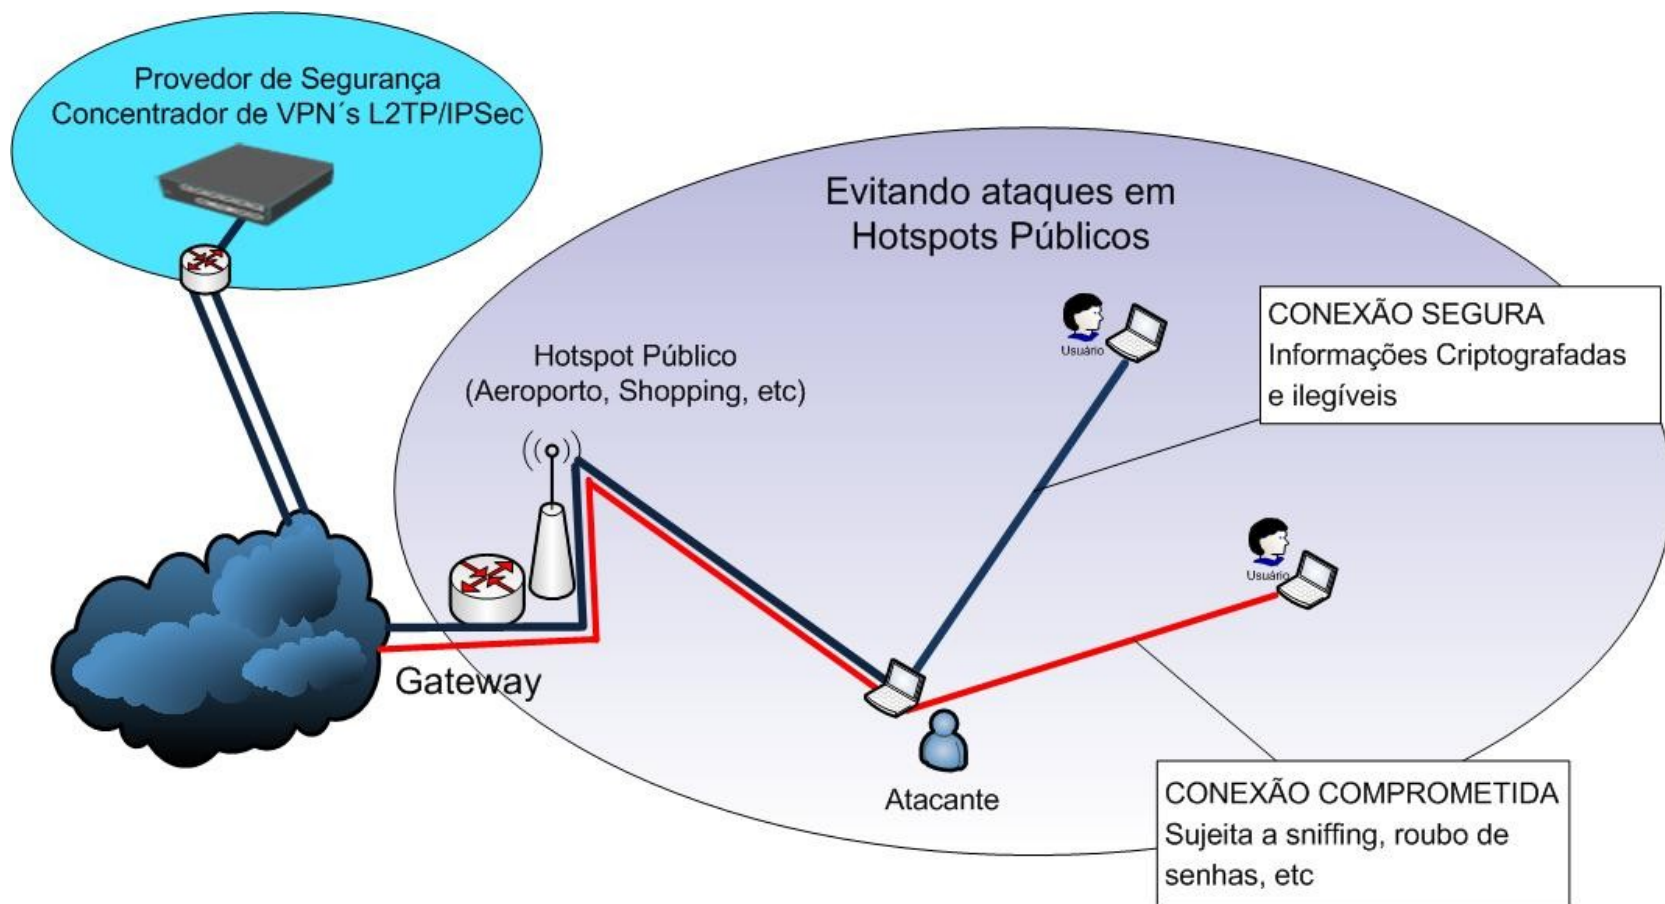 Provedor de Segurança
Concentrador de VPN´s L2TP/IPSec
Evitando ataques em
Hotspots Públicos
Hotspot Público
(Aeroporto, Shopping, etc)
Usuário
CONEXÃO SEGURA
Informações Criptografadas
e ilegíveis
Usuário
Gateway
Atacante
CONEXÃO COMPROMETIDA
Sujeita a sniffing, roubo de
senhas, etc